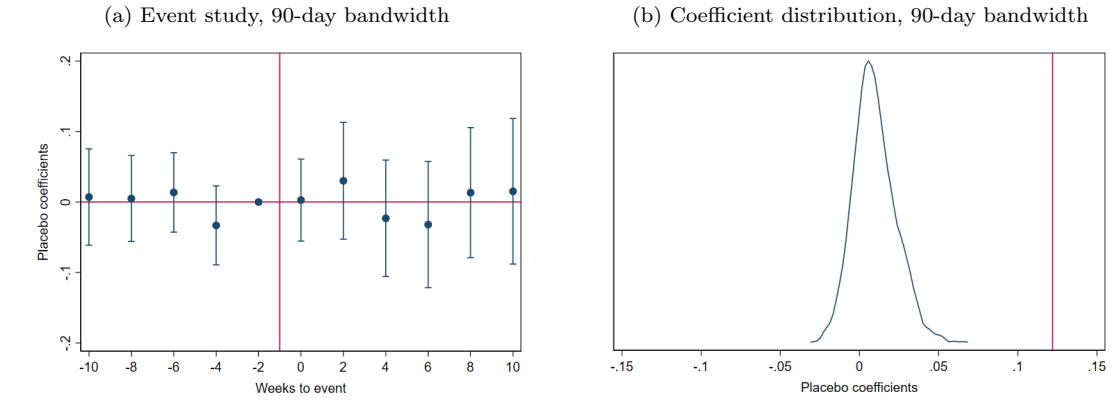 (a) Event study, 90-day bandwidth
Placebo coefficients
.2
.1
0
-.1
-.2
-10 -8 -6 -4 -2 0 2 4 6 8 10
Weeks to event
(b) Coefficient distribution, 90-day bandwidth
-.15 -.1 -.05 0 .05 .1 .15
Placebo coefficients